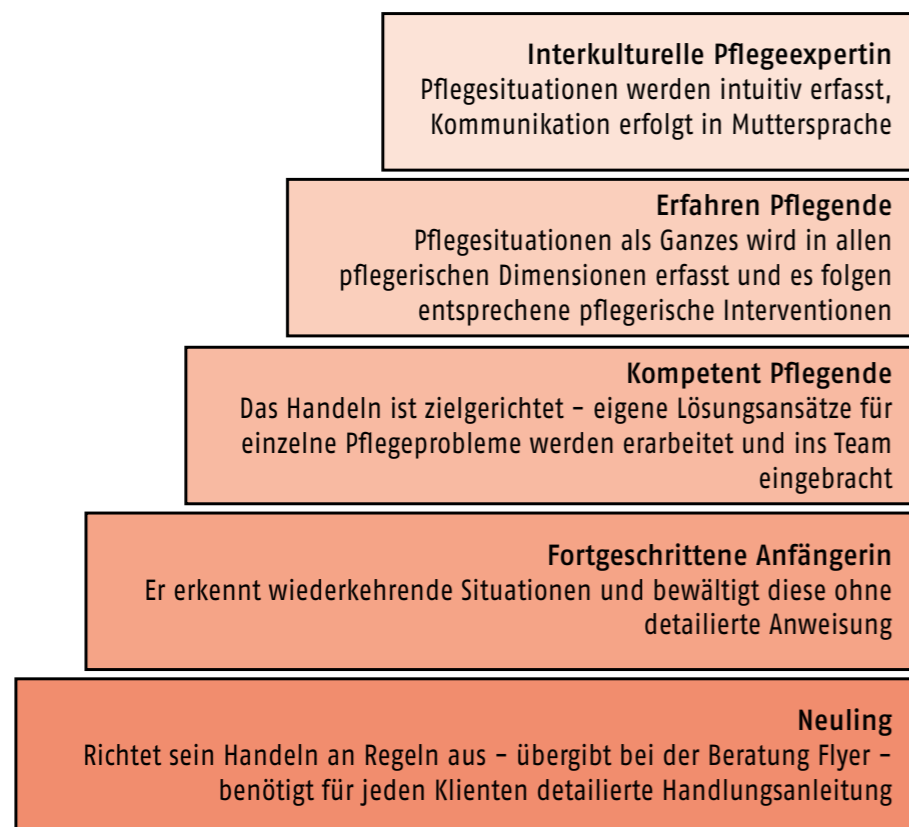 Interkulturelle Pflegeexpertin
Pflegesituationen werden intuitiv erfasst,
Kommunikation erfolgt in Muttersprache
Erfahren Pflegende
Pflegesituationen als Ganzes wird in allen
pflegerischen Dimensionen erfasst und es folgen
entsprechene pflegerische Interventionen
Kompetent Pflegende
Das Handeln ist zielgerichtet – eigene Lösungsansätze für
einzelne Pflegeprobleme werden erarbeitet und ins Team
eingebracht
Fortgeschrittene Anfängerin
Er erkennt wiederkehrende Situationen und bewältigt diese ohne
detailierte Anweisung
Neuling
Richtet sein Handeln an Regeln aus – übergibt bei der Beratung Flyer –
benötigt für jeden Klienten detailierte Handlungsanleitung